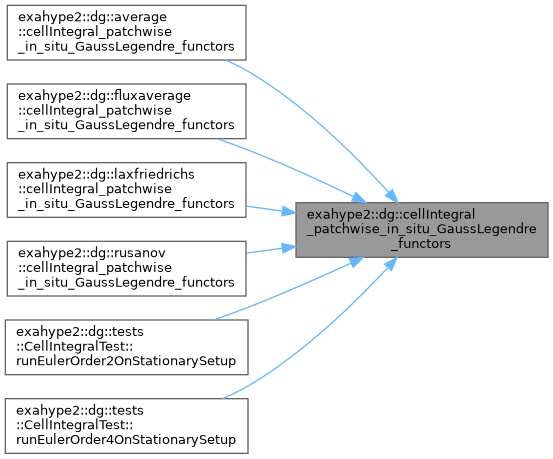 exahype2::dg::average
::cellIntegral_patchwise
_in_situ_GaussLegendre_functors
exahype2::dg::fluxaverage
::cellIntegral_patchwise
_in_situ_GaussLegendre_functors
exahype2::dg::laxfriedrichs
::cellIntegral_patchwise
_in_situ_GaussLegendre_functors
exahype2::dg::rusanov
::cellIntegral_patchwise
_in_situ_GaussLegendre_functors
exahype2::dg::tests
::CellIntegralTest::
runEulerOrder2OnStationarySetup
exahype2::dg::tests
::CellIntegralTest::
runEulerOrder4OnStationarySetup
exahype2::dg::cellIntegral
_patchwise_in_situ_GaussLegendre
_functors